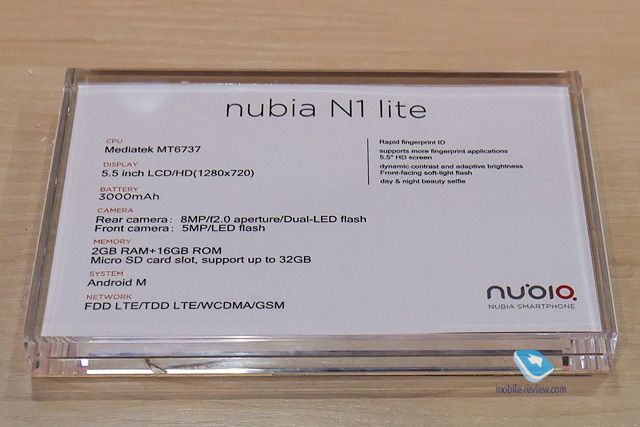 nubia N1 lite
CPU
Mediatek MT6737
DISPLAY
5.5 inch LCD/HD(1280x720)
BATTERY
3000mAh
CAMERA
Rear camera: 8MP/f2.0 aperture/Dual-LED flash
Front camera: 5MP/LED flash
MEMORY
2GB RAM+16GB ROM
Micro SD card slot, support up to 32GB
SYSTEM
Android M
NETWORK
FDD LTE/TDD LTE/WCDMA/GSM
Rapid fingerprint ID
supports more fingerprint applications
5.5" HD screen
dynamic contrast and adaptive brightness
Front-facing soft-light flash
day & night beauty selfie
nubia
NUBIA SMARTPHONE
mobile-review.com